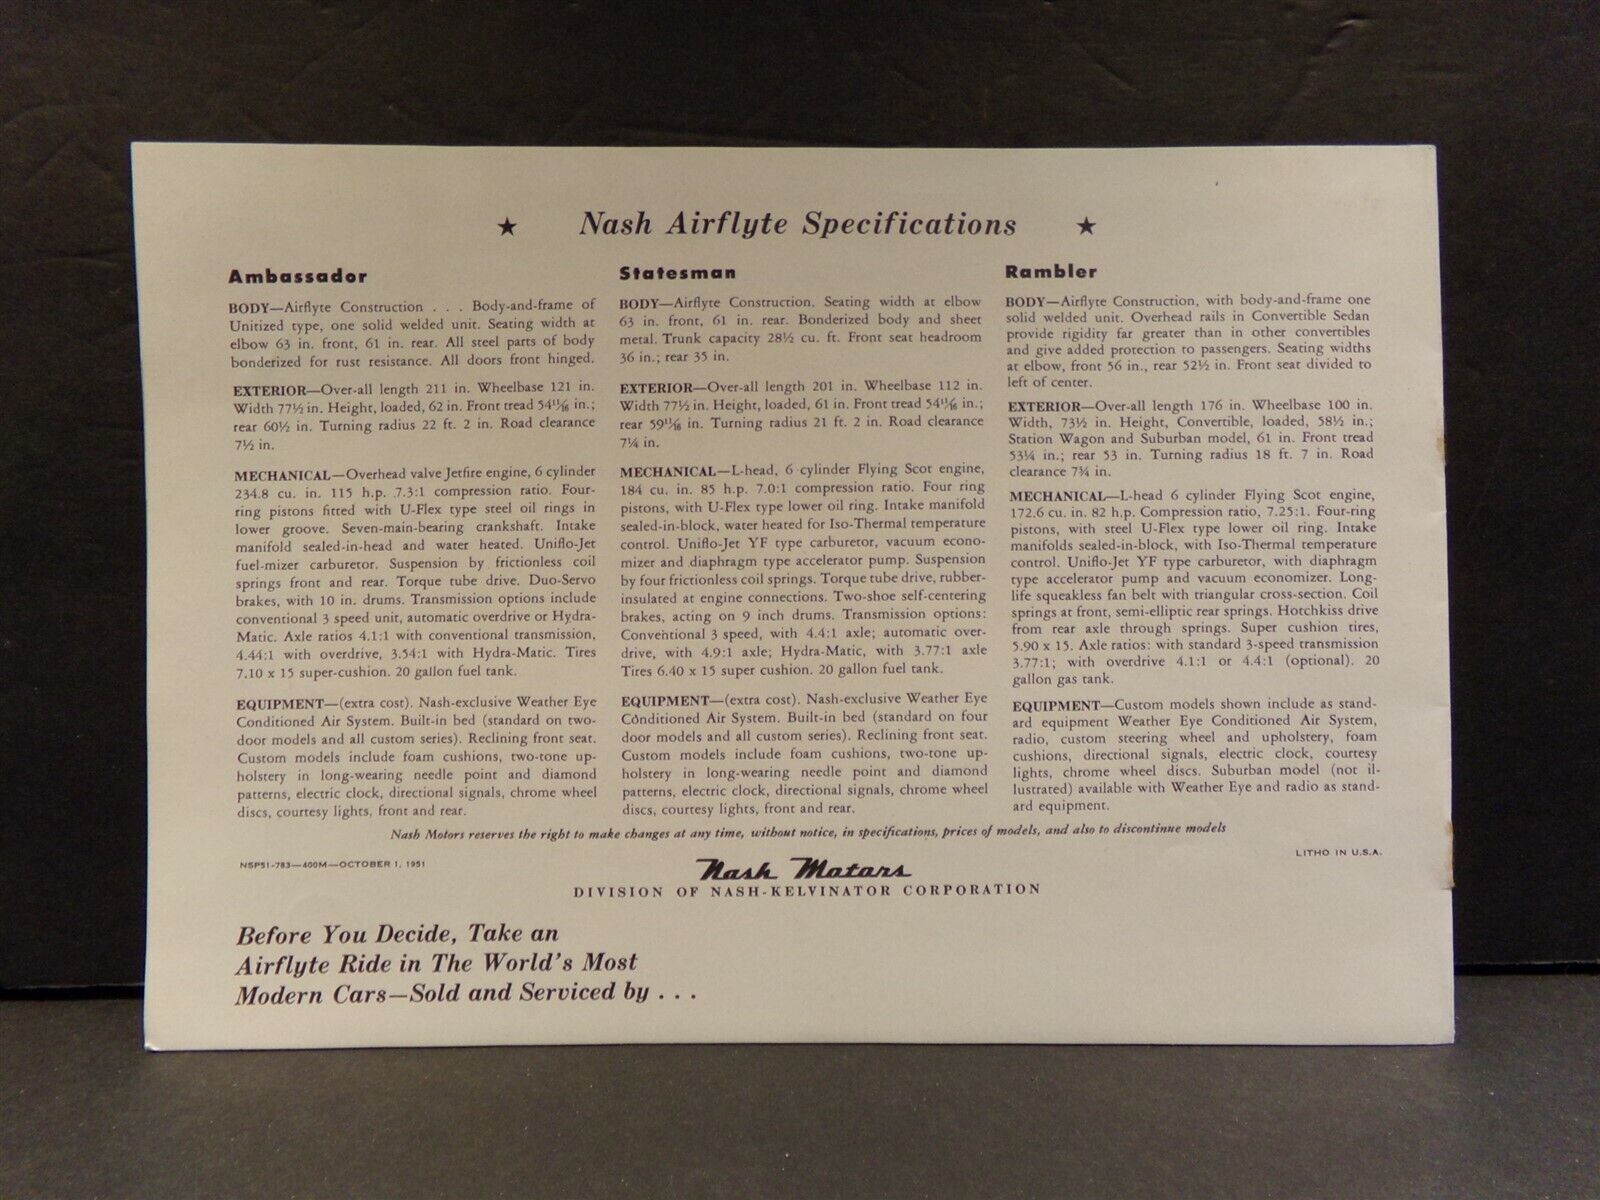 ★ Nash Airflyte Specifications ★
Ambassador
BODY—Airflyte Construction . . . Body-and-frame of
Unitized type, one solid welded unit. Seating width at
elbow 63 in. front, 61 in. rear. All steel parts of body
bonderized for rust resistance. All doors front hinged.
EXTERIOR—Over-all length 211 in. Wheelbase 121 in.
Width 77½ in. Height, loaded, 62 in. Front tread 54¹¹⁄₁₆ in.;
rear 60½ in. Turning radius 22 ft. 2 in. Road clearance
7½ in.
MECHANICAL—Overhead valve Jetfire engine, 6 cylinder
234.8 cu. in. 115 h.p. 7.3:1 compression ratio. Four-
ring pistons fitted with U-Flex type steel oil rings in
lower groove. Seven-main-bearing crankshaft. Intake
manifold sealed-in-head and water heated. Uniflo-Jet
fuel-mizer carburetor. Suspension by frictionless coil
springs front and rear. Torque tube drive. Duo-Servo
brakes, with 10 in. drums. Transmission options include
conventional 3 speed unit, automatic overdrive or Hydra-
Matic. Axle ratios 4.1:1 with conventional transmission,
4.44:1 with overdrive, 3.54:1 with Hydra-Matic. Tires
7.10 x 15 super-cushion. 20 gallon fuel tank.
EQUIPMENT—(extra cost). Nash-exclusive Weather Eye
Conditioned Air System. Built-in bed (standard on two-
door models and all custom series). Reclining front seat.
Custom models include foam cushions, two-tone up-
holstery in long-wearing needle point and diamond
patterns, electric clock, directional signals, chrome wheel
discs, courtesy lights, front and rear.
Statesman
BODY—Airflyte Construction. Seating width at elbow
63 in. front, 61 in. rear. Bonderized body and sheet
metal. Trunk capacity 28½ cu. ft. Front seat headroom
36 in.; rear 35 in.
EXTERIOR—Over-all length 201 in. Wheelbase 112 in.
Width 77½ in. Height, loaded, 61 in. Front tread 54¹¹⁄₁₆ in.;
rear 59¹¹⁄₁₆ in. Turning radius 21 ft. 2 in. Road clearance
7¼ in.
MECHANICAL—L-head, 6 cylinder Flying Scot engine,
184 cu. in. 85 h.p. 7.0:1 compression ratio. Four ring
pistons, with U-Flex type lower oil ring. Intake manifold
sealed-in-block, water heated for Iso-Thermal temperature
control. Uniflo-Jet YF type carburetor, vacuum econo-
mizer and diaphragm type accelerator pump. Suspension
by four frictionless coil springs. Torque tube drive, rubber-
insulated at engine connections. Two-shoe self-centering
brakes, acting on 9 inch drums. Transmission options:
Conventional 3 speed, with 4.4:1 axle; automatic over-
drive, with 4.9:1 axle; Hydra-Matic, with 3.77:1 axle
Tires 6.40 x 15 super cushion. 20 gallon fuel tank.
EQUIPMENT—(extra cost). Nash-exclusive Weather Eye
Conditioned Air System. Built-in bed (standard on four
door models and all custom series). Reclining front seat.
Custom models include foam cushions, two-tone up-
holstery in long-wearing needle point and diamond
patterns, electric clock, directional signals, chrome wheel
discs, courtesy lights, front and rear.
Rambler
BODY—Airflyte Construction, with body-and-frame one
solid welded unit. Overhead rails in Convertible Sedan
provide rigidity far greater than in other convertibles
and give added protection to passengers. Seating widths
at elbow, front 56 in., rear 52½ in. Front seat divided to
left of center.
EXTERIOR—Over-all length 176 in. Wheelbase 100 in.
Width, 73½ in. Height, Convertible, loaded, 58½ in.;
Station Wagon and Suburban model, 61 in. Front tread
53¼ in.; rear 53 in. Turning radius 18 ft. 7 in. Road
clearance 7¾ in.
MECHANICAL—L-head 6 cylinder Flying Scot engine,
172.6 cu. in. 82 h.p. Compression ratio, 7.25:1. Four-ring
pistons, with steel U-Flex type lower oil ring. Intake
manifolds sealed-in-block, with Iso-Thermal temperature
control. Uniflo-Jet YF type carburetor, with diaphragm
type accelerator pump and vacuum economizer. Long-
life squeakless fan belt with triangular cross-section. Coil
springs at front, semi-elliptic rear springs. Hotchkiss drive
from rear axle through springs. Super cushion tires,
5.90 x 15. Axle ratios: with standard 3-speed transmission
3.77:1; with overdrive 4.1:1 or 4.4:1 (optional). 20
gallon gas tank.
EQUIPMENT—Custom models shown include as stand-
ard equipment Weather Eye Conditioned Air System,
radio, custom steering wheel and upholstery, foam
cushions, directional signals, electric clock, courtesy
lights, chrome wheel discs. Suburban model (not il-
lustrated) available with Weather Eye and radio as stand-
ard equipment.
Nash Motors reserves the right to make changes at any time, without notice, in specifications, prices of models, and also to discontinue models
NSP51-783—400M—OCTOBER 1, 1951
LITHO IN U.S.A.
Nash Motors
DIVISION OF NASH-KELVINATOR CORPORATION
Before You Decide, Take an
Airflyte Ride in The World's Most
Modern Cars—Sold and Serviced by . . .